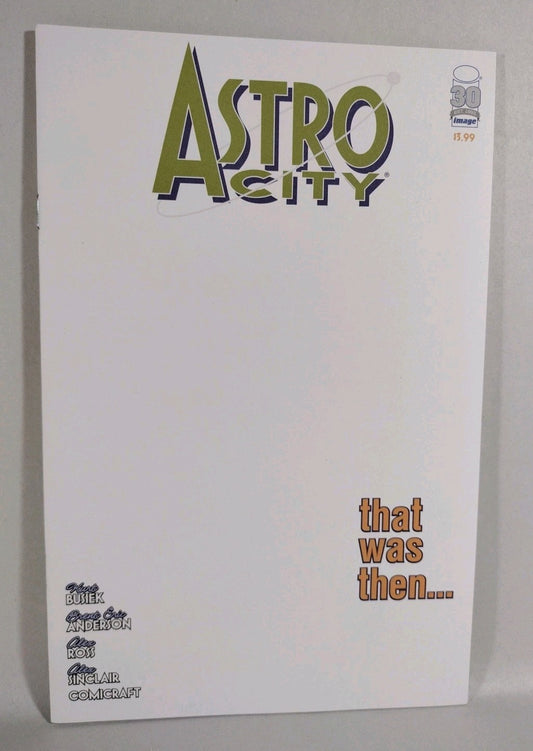 ASTRO
CITY®
30
image
$3.99
that
was
then...
Kurt
BUSIEK
Brent Eric
ANDERSON
Alex
ROSS
Alex
SINCLAIR
COMICRAFT